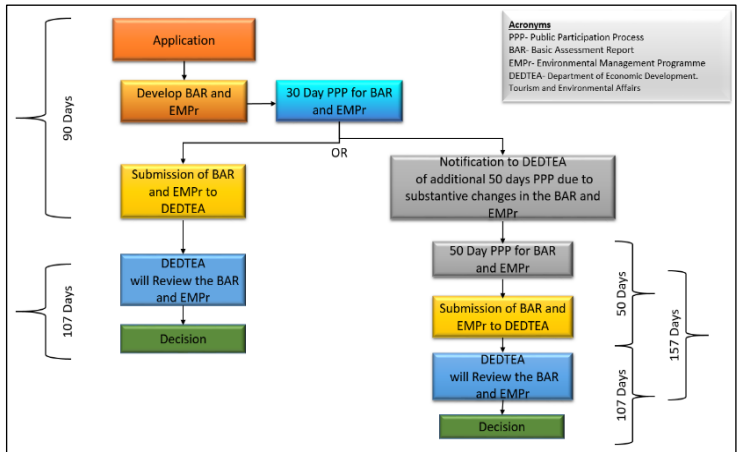 Acronyms
PPP- Public Participation Process
BAR- Basic Assessment Report
EMPr- Environmental Management Programme
DEDTEA- Department of Economic Development.
Tourism and Environmental Affairs
Application
Develop BAR and
EMPr
30 Day PPP for BAR
and EMPr
90 Days
OR
Submission of BAR
and EMPr to
DEDTEA
Notification to DEDTEA
of additional 50 days PPP due to
substantive changes in the BAR and
EMPr
DEDTEA
will Review the BAR
and EMPr
107 Days
Decision
50 Day PPP for BAR
and EMPr
Submission of BAR and
EMPr to DEDTEA
50 Days
DEDTEA
will Review the BAR
and EMPr
157 Days
107 Days
Decision